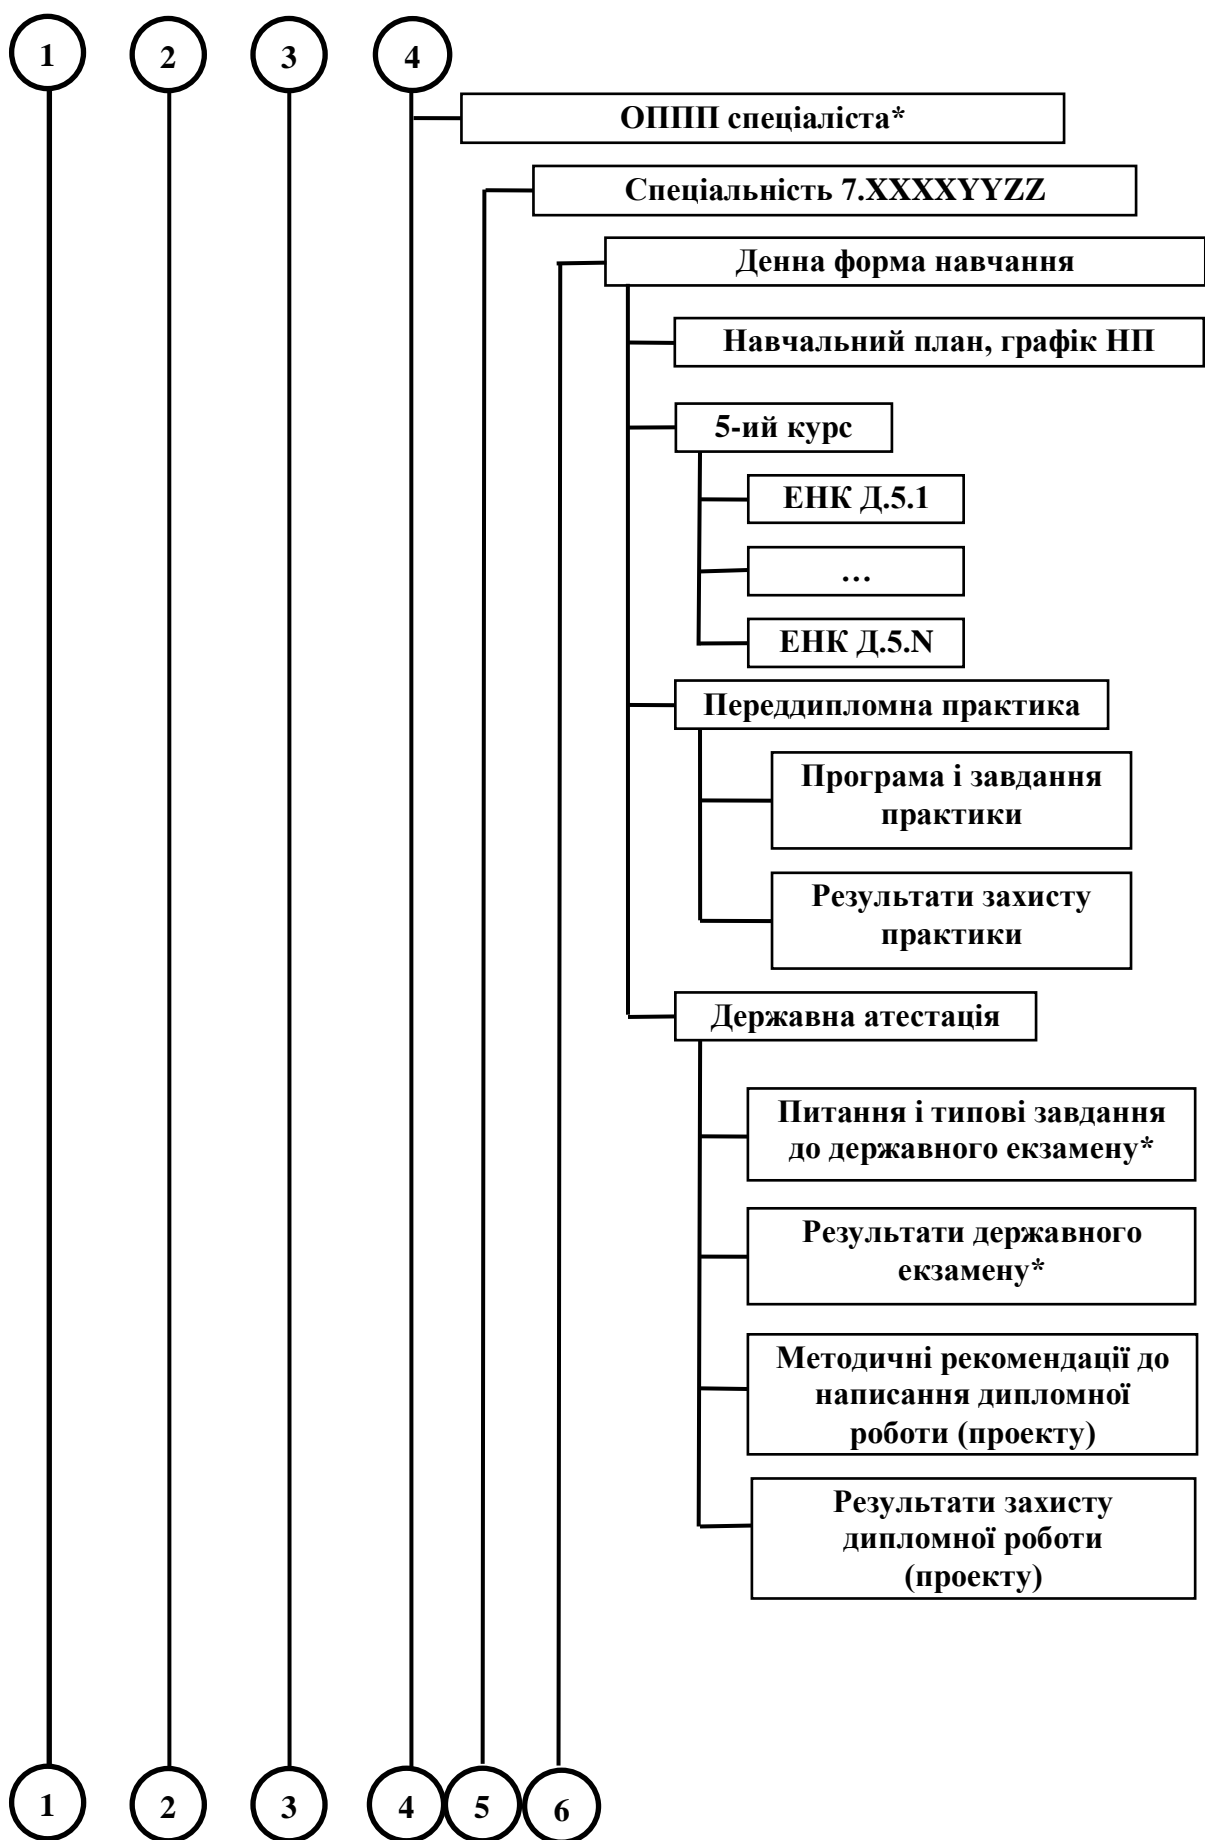 1 2 3 4
ОППП спеціаліста*
Спеціальність 7.XXXXYYZZ
Денна форма навчання
Навчальний план, графік НП
5-ий курс
ЕНК Д.5.1
…
ЕНК Д.5.N
Переддипломна практика
Програма і завдання
практики
Результати захисту
практики
Державна атестація
Питання і типові завдання
до державного екзамену*
Результати державного
екзамену*
Методичні рекомендації до
написання дипломної
роботи (проекту)
Результати захисту
дипломної роботи
(проекту)
1 2 3 4 5 6